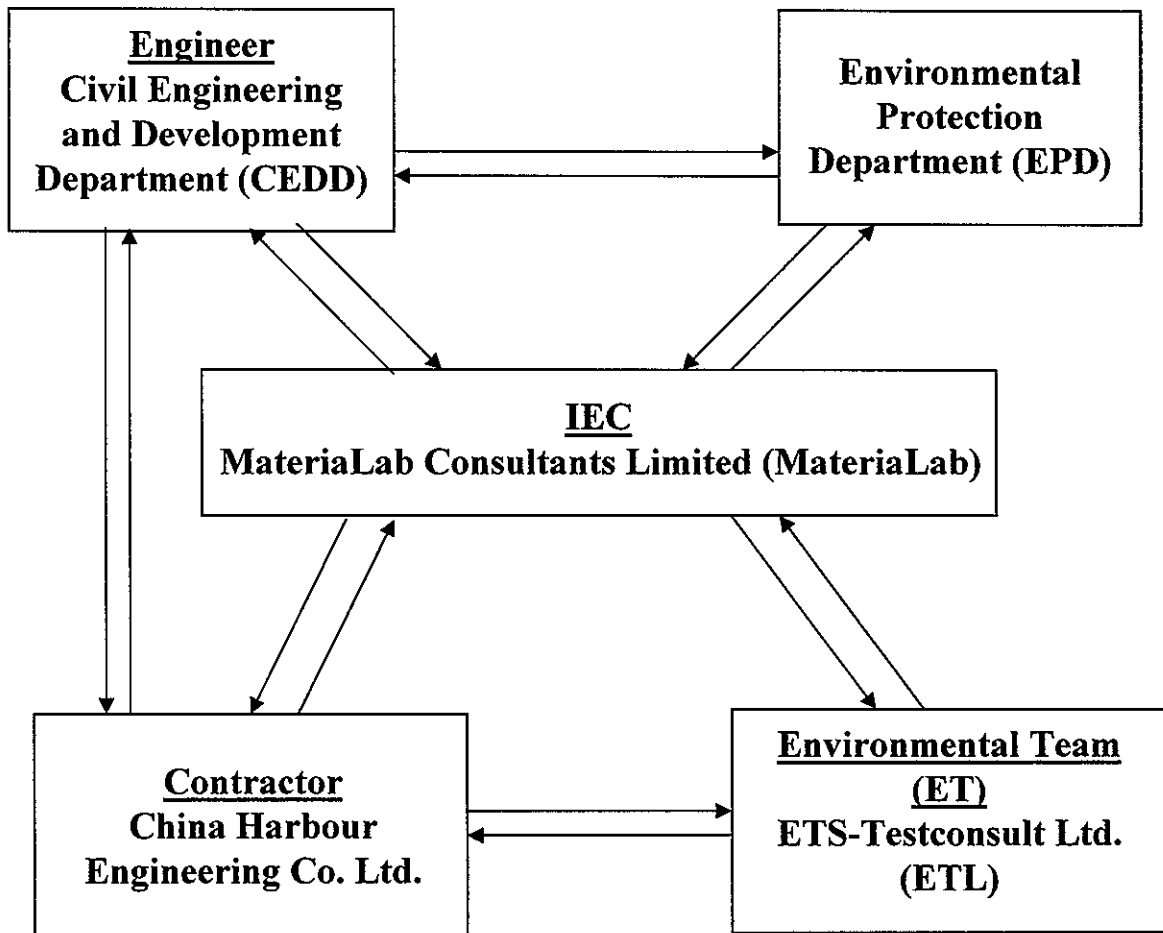 Engineer
Civil Engineering
and Development
Department (CEDD)
Environmental
Protection
Department (EPD)
IEC
MateriaLab Consultants Limited (MateriaLab)
Contractor
China Harbour
Engineering Co. Ltd.
Environmental Team
(ET)
ETS-Testconsult Ltd.
(ETL)